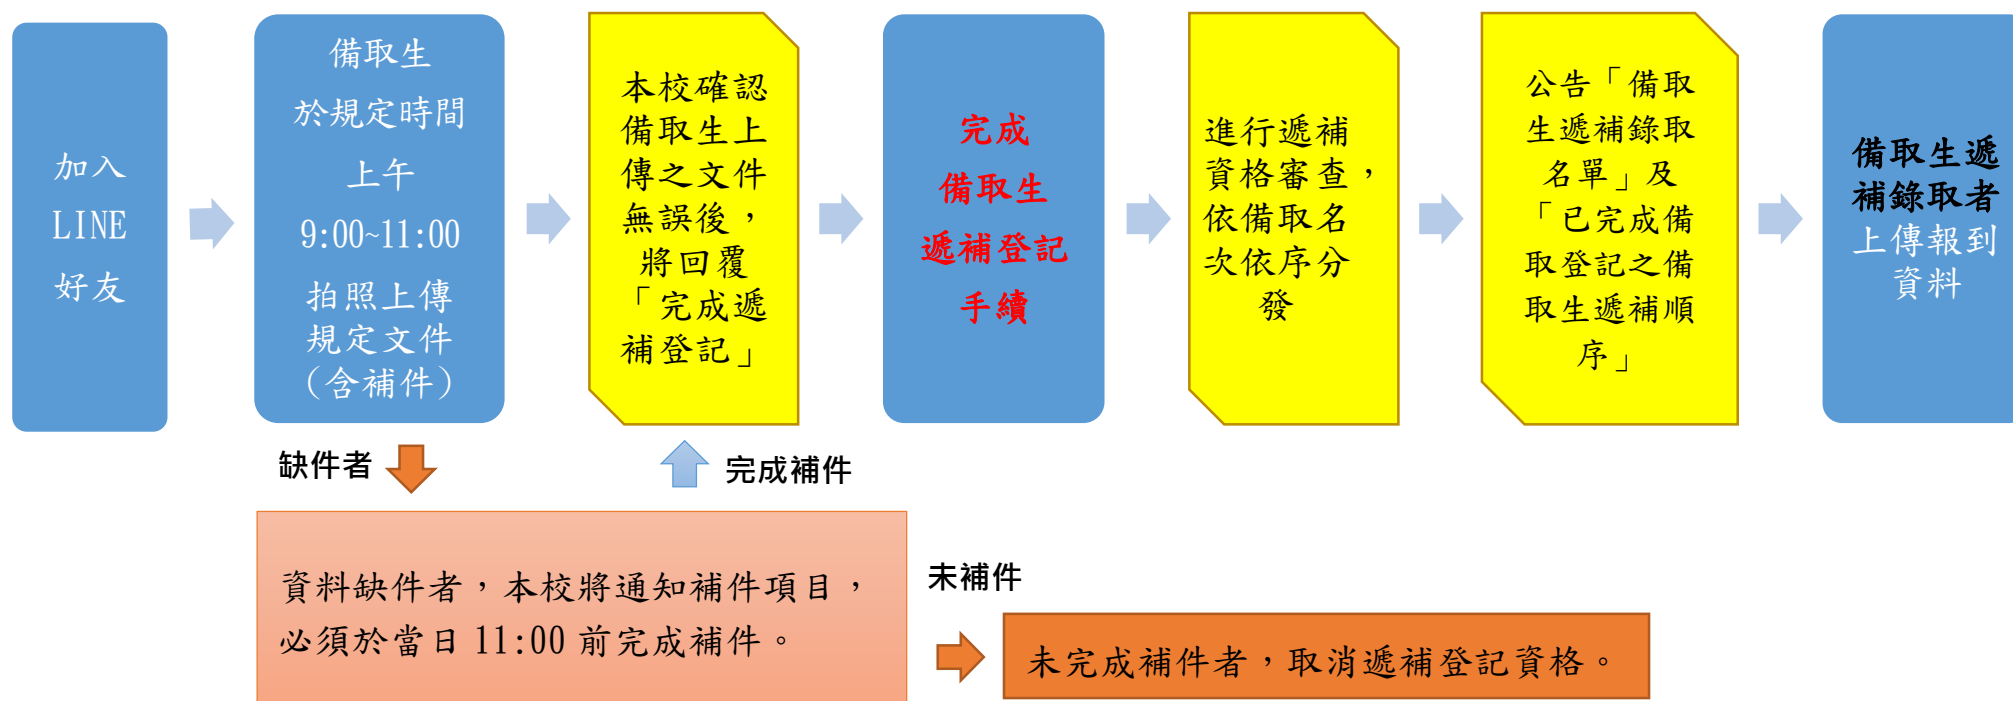 加入
LINE
好友
備取生
於規定時間
上午
9:00~11:00
拍照上傳
規定文件
(含補件)
本校確認
備取生上
傳之文件
無誤後，
將回覆
「完成遞
補登記」
完成
備取生
遞補登記
手續
進行遞補
資格審查，
依備取名
次依序分
發
公告「備取
生遞補錄取
名單」及
「已完成備
取登記之備
取生遞補順
序」
備取生遞
補錄取者
上傳報到
資料
缺件者
完成補件
資料缺件者，本校將通知補件項目，
必須於當日 11:00 前完成補件。
未補件
未完成補件者，取消遞補登記資格。